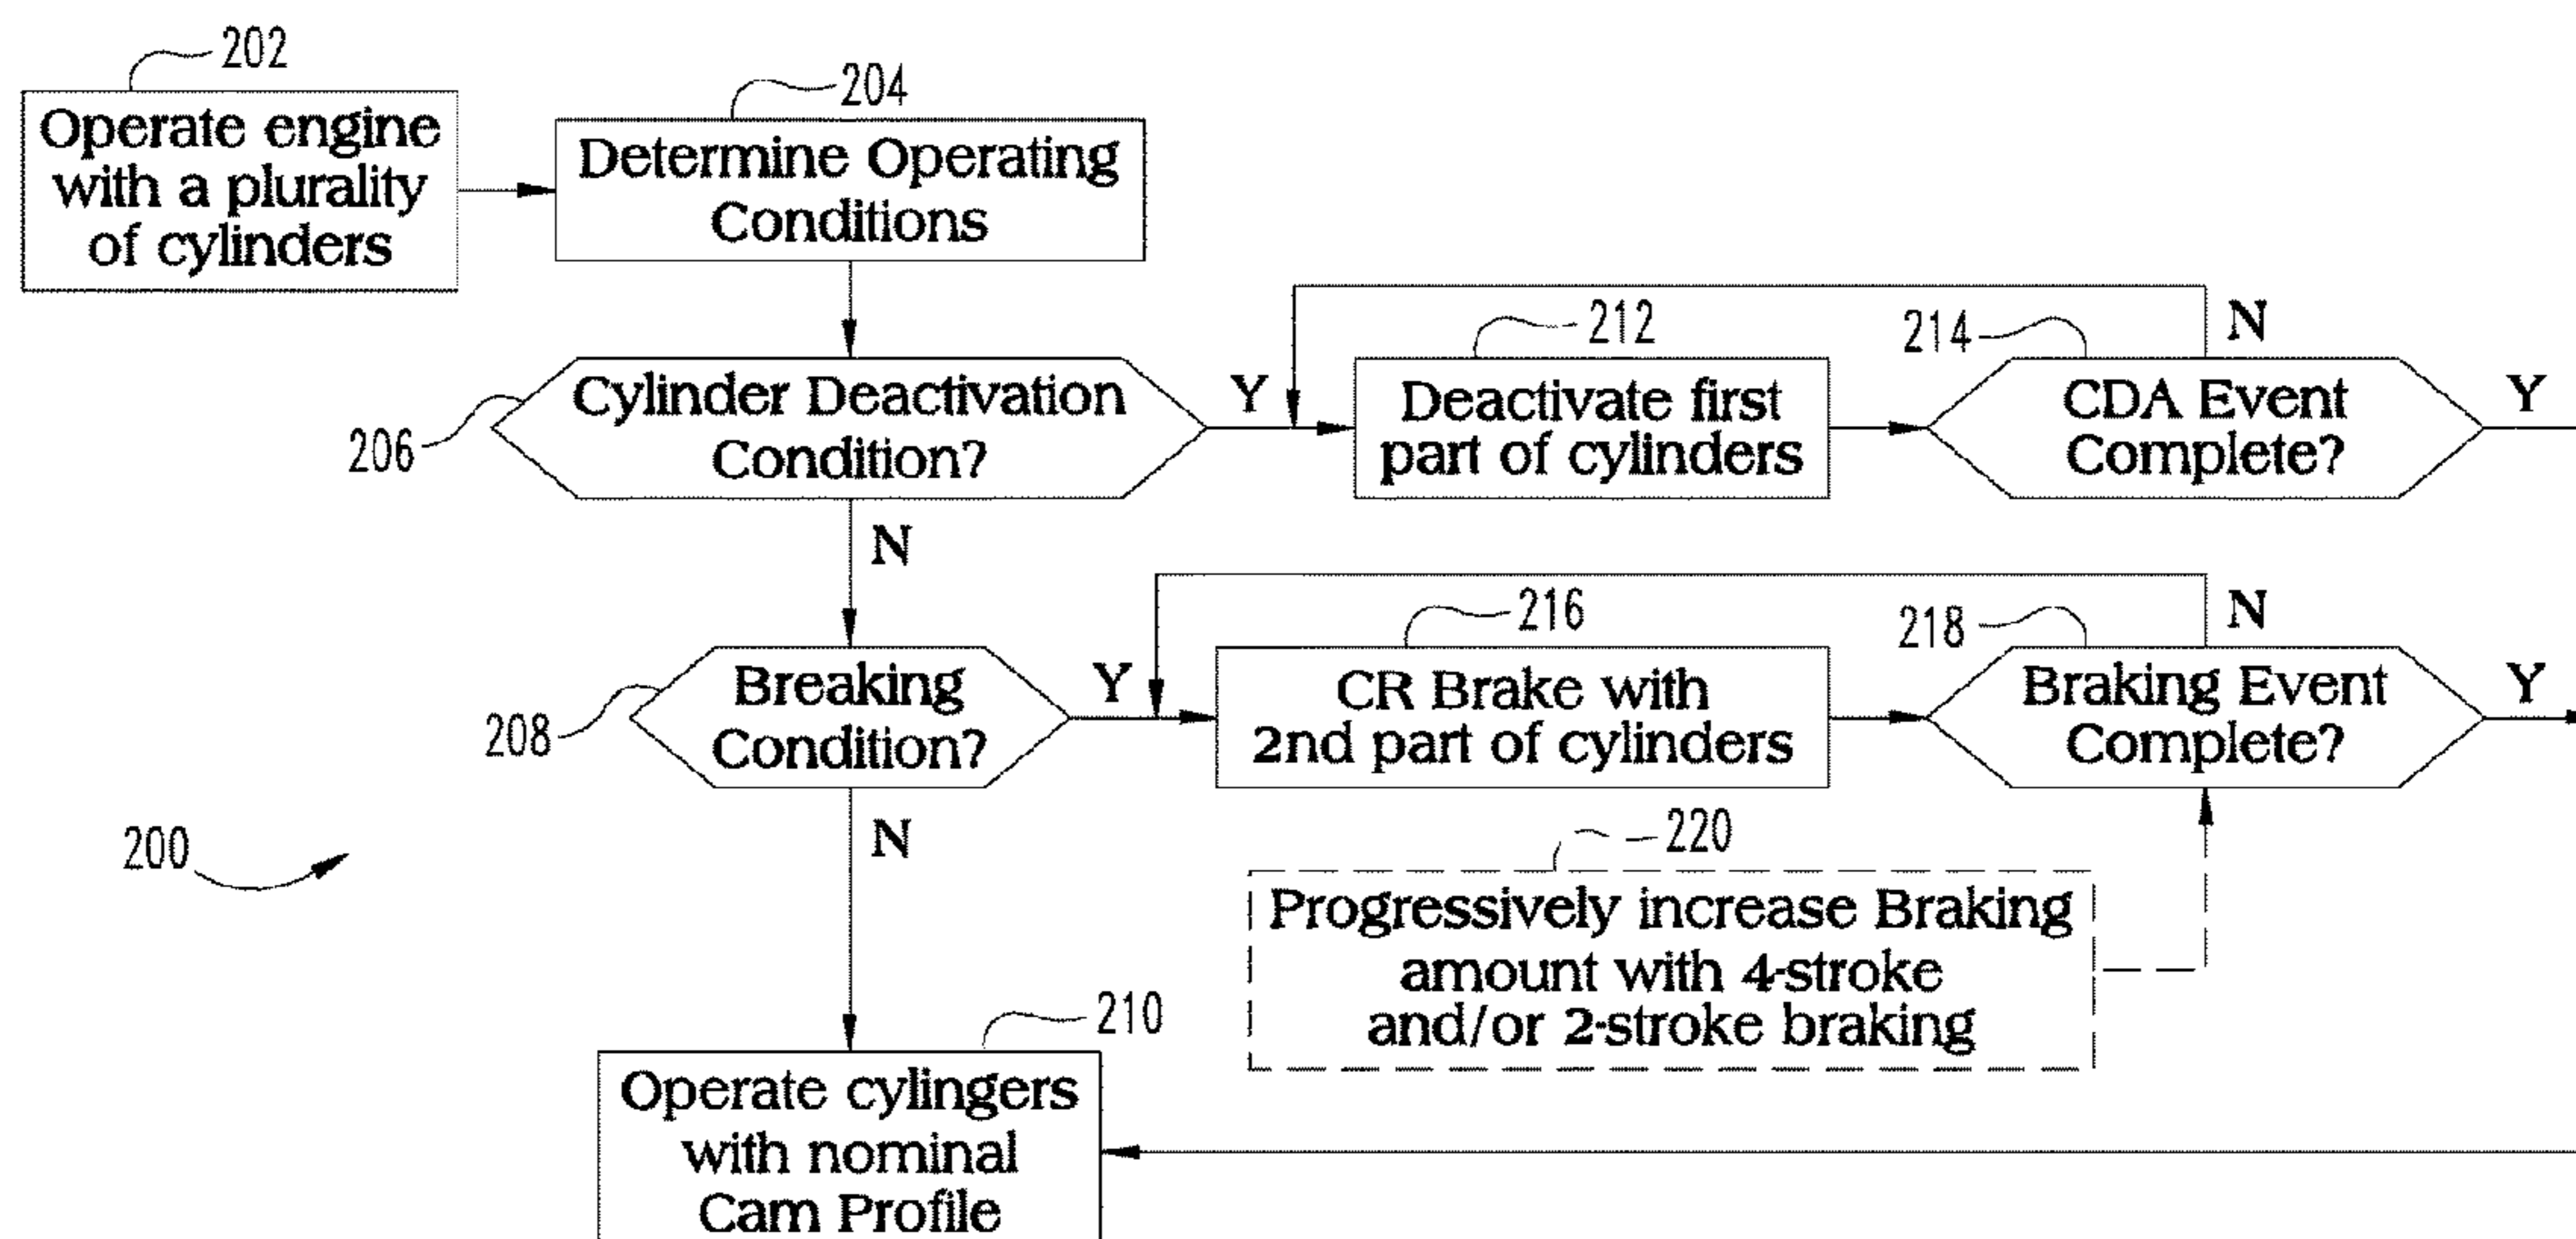 202
Operate engine
with a plurality
of cylinders
204
Determine Operating
Conditions
206
Cylinder Deactivation
Condition?
Y
N
212
Deactivate first
part of cylinders
214
CDA Event
Complete?
N
Y
208
Breaking
Condition?
Y
N
216
CR Brake with
2nd part of cylinders
218
Braking Event
Complete?
N
Y
220
Progressively increase Braking
amount with 4-stroke
and/or 2-stroke braking
200
210
Operate cylingers
with nominal
Cam Profile